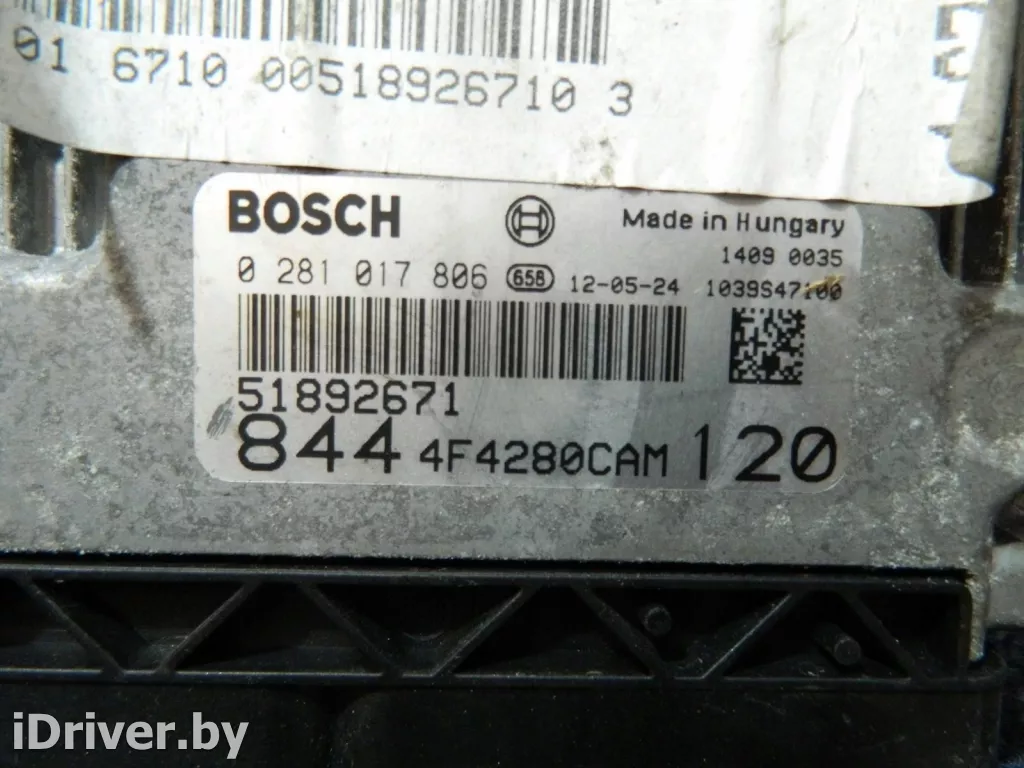 01 6710 00518926710 3
BOSCH
Made in Hungary
1409 0035
0 281 017 806 658 12-05-24 1039S47100
51892671
844 4F4280CAM 120
iDriver.by